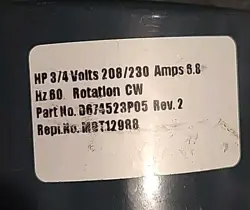 HP 3/4 Volts 208/230 Amps 6.8
Hz 60 Rotation CW
Part No. D674523P05 Rev. 2
Repl.No. MOT12988